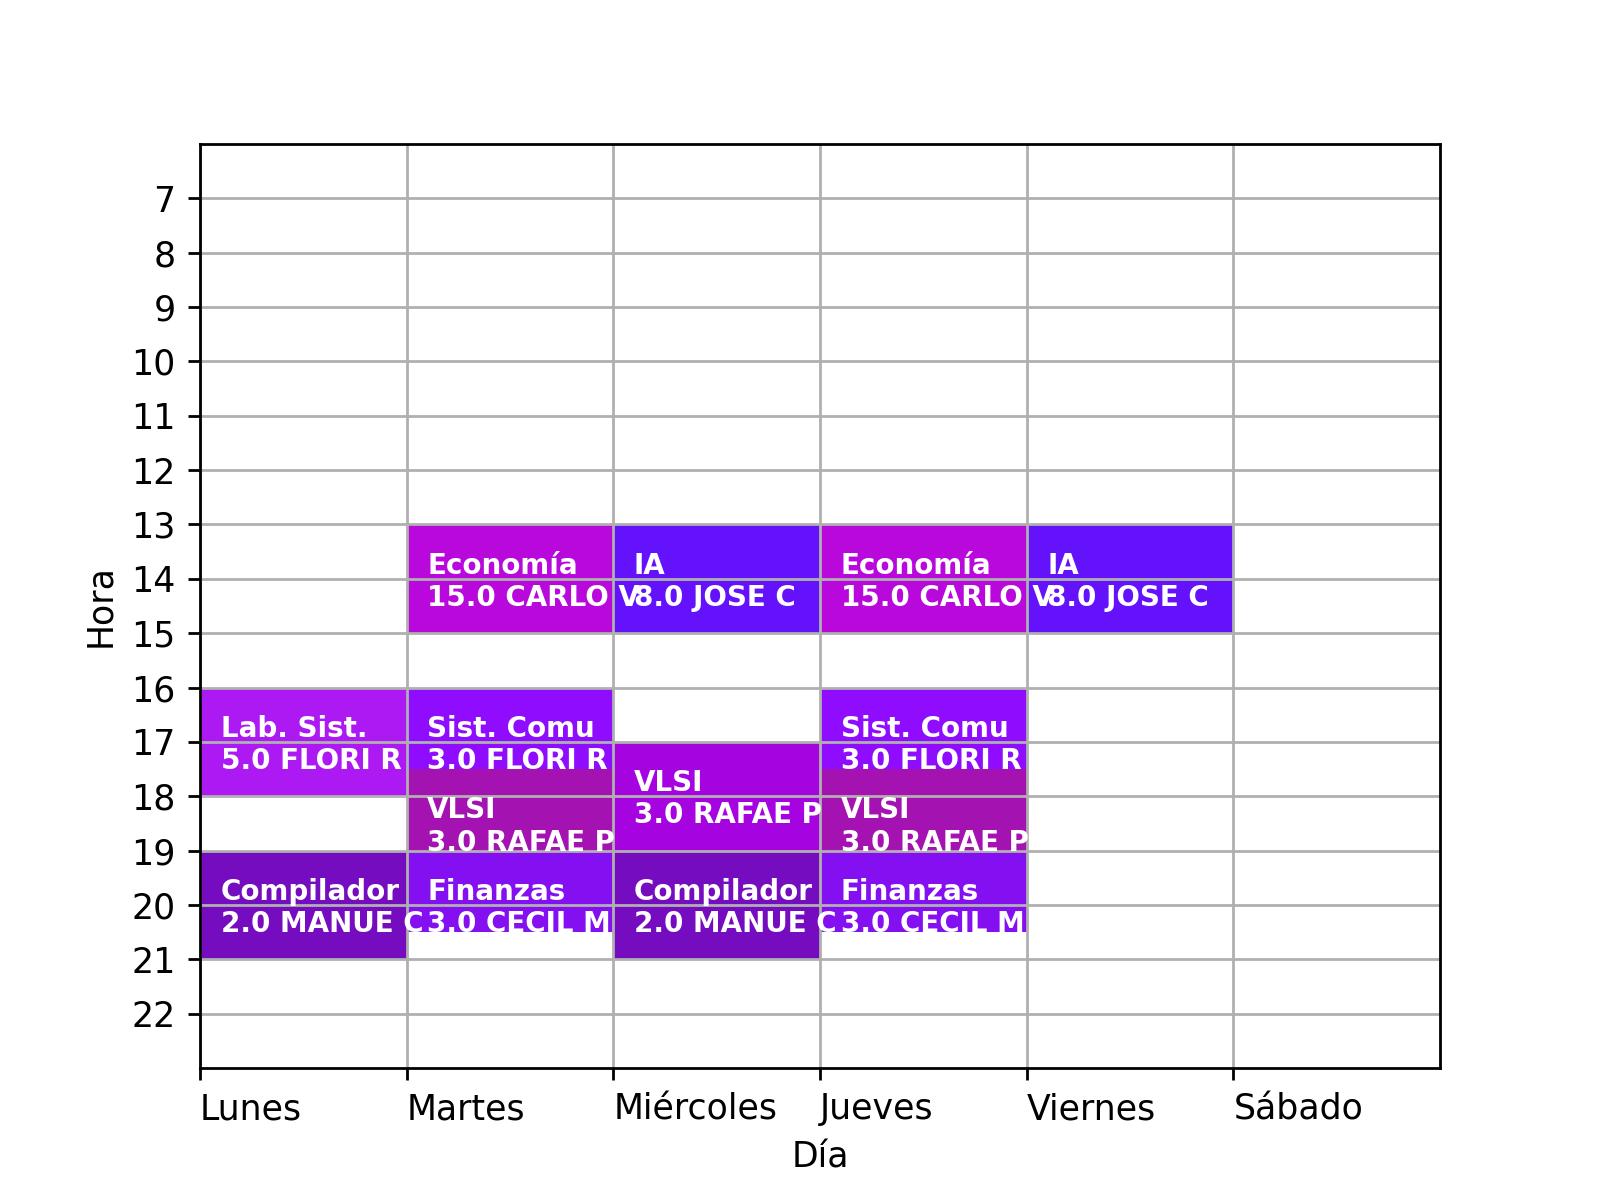 7
8
9
10
11
12
13
14
15
16
17
18
19
20
21
22
Hora
Economía
15.0 CARLO V
IA
8.0 JOSE C
Economía
15.0 CARLO V
IA
8.0 JOSE C
Lab. Sist.
5.0 FLORI R
Sist. Comu
3.0 FLORI R
VLSI
3.0 RAFAE P
Sist. Comu
3.0 FLORI R
VLSI
3.0 RAFAE P
VLSI
3.0 RAFAE P
Compilador
2.0 MANUE C
Finanzas
3.0 CECIL M
Compilador
2.0 MANUE C
Finanzas
3.0 CECIL M
Lunes
Martes
Miércoles
Jueves
Viernes
Sábado
Día